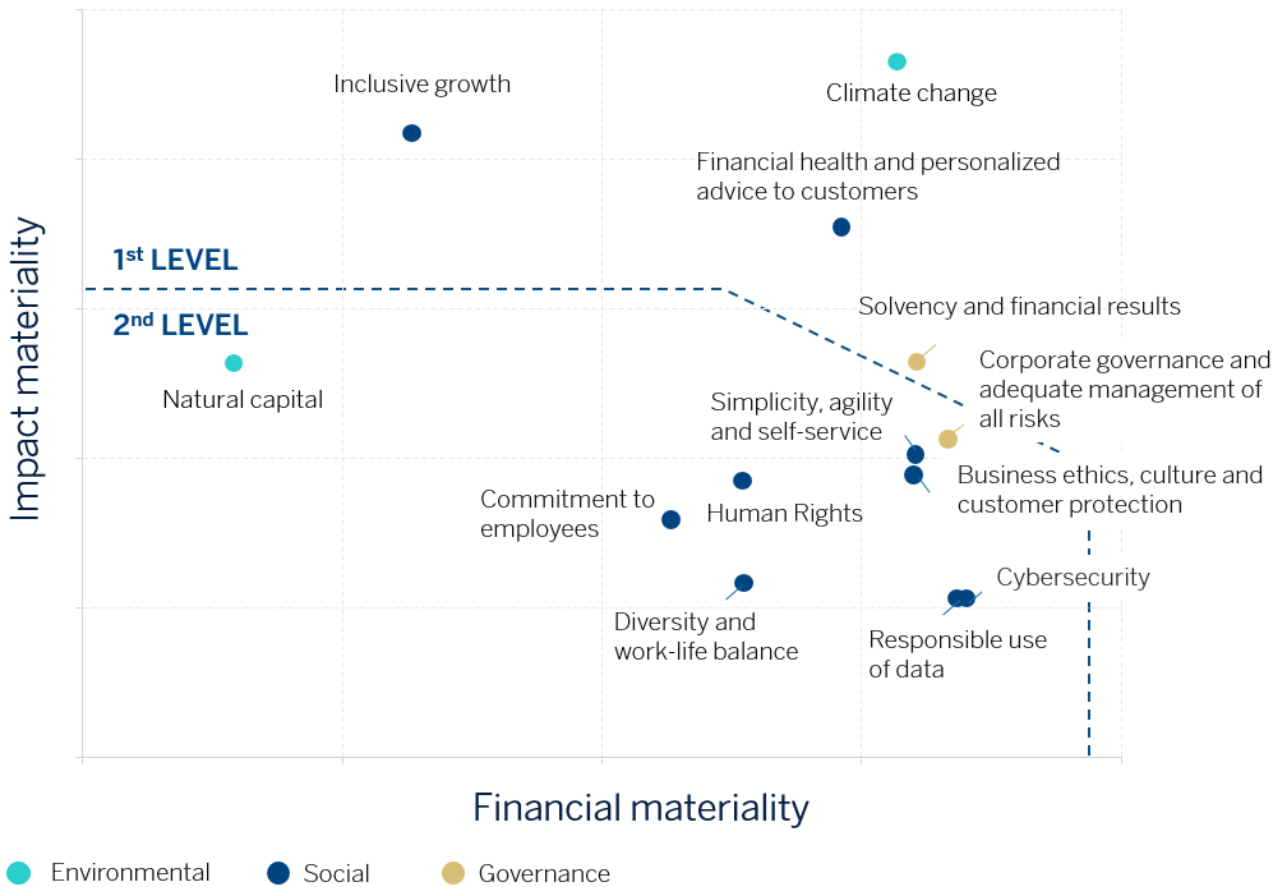 Inclusive growth
Climate change
Financial health and personalized
advice to customers
1st LEVEL
2nd LEVEL
Solvency and financial results
Natural capital
Corporate governance and
adequate management of
all risks
Simplicity, agility
and self-service
Business ethics, culture and
customer protection
Commitment to
employees
Human Rights
Cybersecurity
Diversity and
work-life balance
Responsible use
of data
Impact materiality
Financial materiality
Environmental
Social
Governance